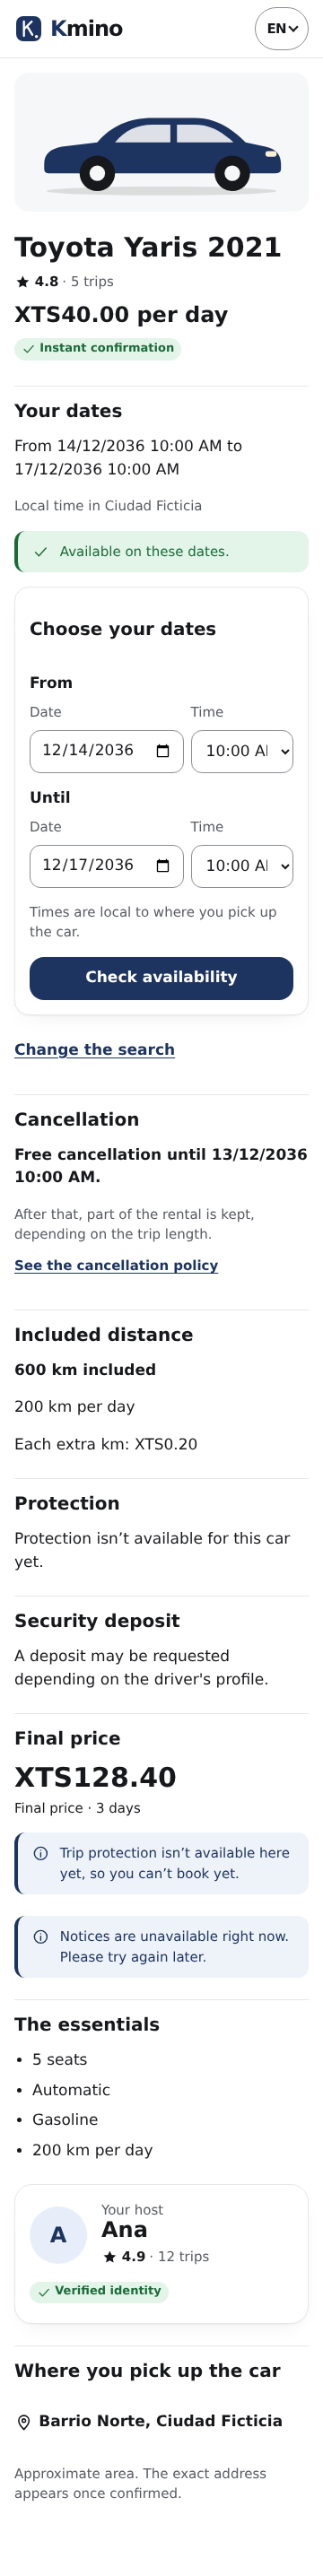 K. Kmino
EN
Toyota Yaris 2021
★ 4.8 · 5 trips
XTS40.00 per day
Instant confirmation
Your dates
From 14/12/2036 10:00 AM to
17/12/2036 10:00 AM
Local time in Ciudad Ficticia
Available on these dates.
Choose your dates
From
Date Time
12/14/2036 10:00 AM
Until
Date Time
12/17/2036 10:00 AM
Times are local to where you pick up
the car.
Check availability
Change the search
Cancellation
Free cancellation until 13/12/2036
10:00 AM.
After that, part of the rental is kept,
depending on the trip length.
See the cancellation policy
Included distance
600 km included
200 km per day
Each extra km: XTS0.20
Protection
Protection isn’t available for this car
yet.
Security deposit
A deposit may be requested
depending on the driver's profile.
Final price
XTS128.40
Final price · 3 days
Trip protection isn’t available here
yet, so you can’t book yet.
Notices are unavailable right now.
Please try again later.
The essentials
• 5 seats
• Automatic
• Gasoline
• 200 km per day
A
Your host
Ana
★ 4.9 · 12 trips
Verified identity
Where you pick up the car
Barrio Norte, Ciudad Ficticia
Approximate area. The exact address
appears once confirmed.